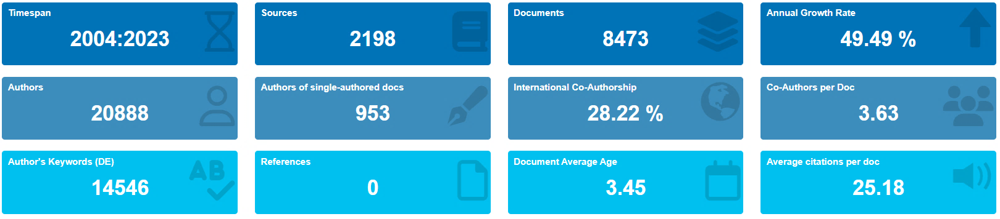 Timespan
2004:2023
Sources
2198
Documents
8473
Annual Growth Rate
49.49 %
Authors
20888
Authors of single-authored docs
953
International Co-Authorship
28.22 %
Co-Authors per Doc
3.63
Author's Keywords (DE)
14546
AB
References
0
Document Average Age
3.45
Average citations per doc
25.18